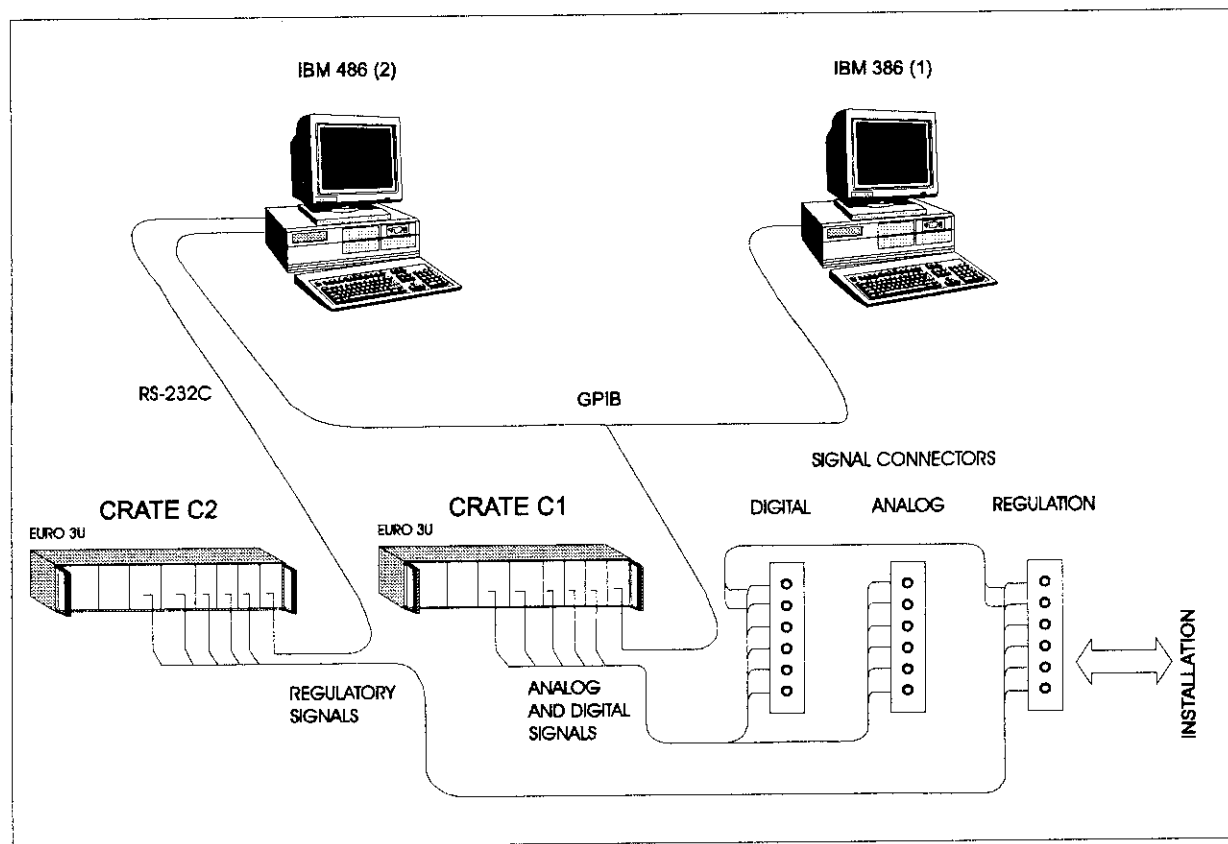 IBM 486 (2)
IBM 386 (1)
RS-232C
GPIB
SIGNAL CONNECTORS
CRATE C2
CRATE C1
DIGITAL
ANALOG
REGULATION
EURO 3U
EURO 3U
REGULATORY
SIGNALS
ANALOG
AND DIGITAL
SIGNALS
INSTALLATION